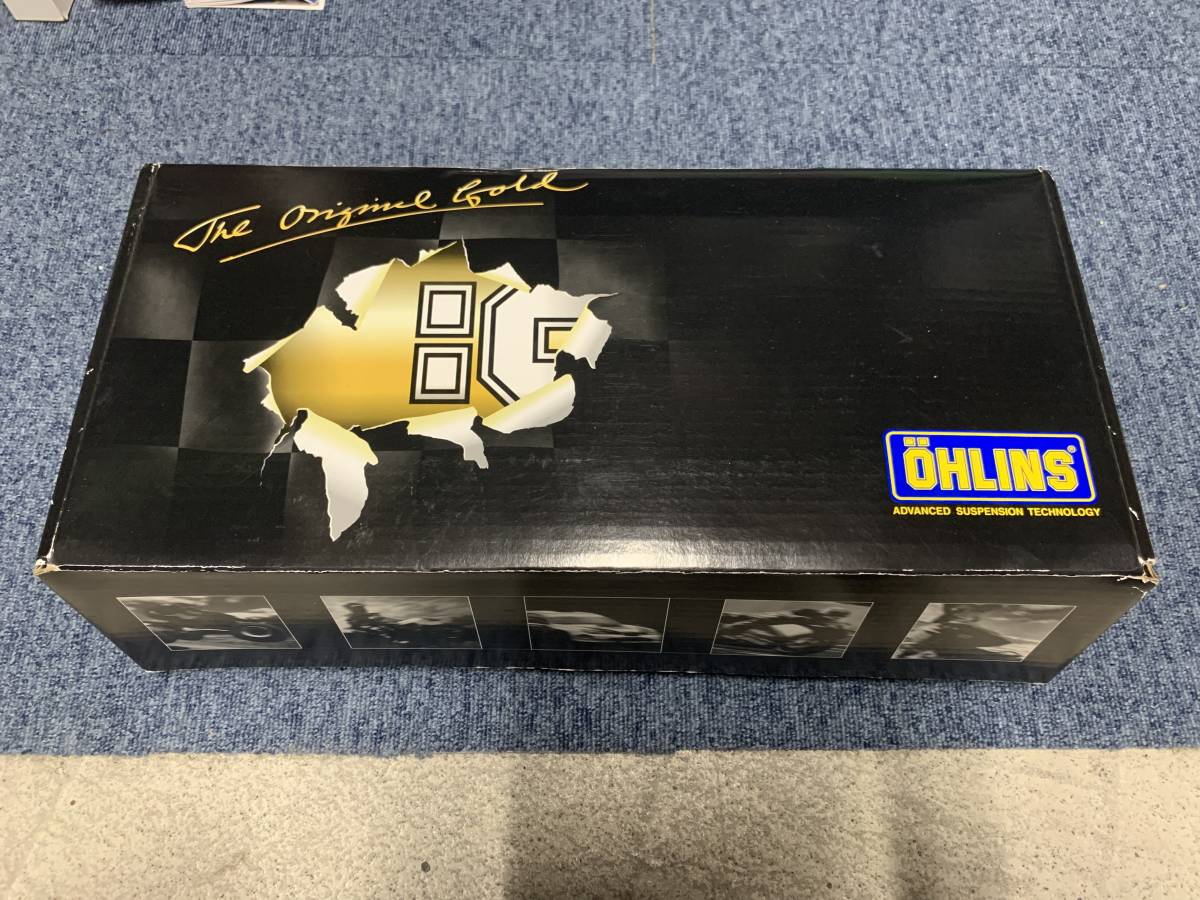 The Original Gold
ÖHLINS®
ADVANCED SUSPENSION TECHNOLOGY